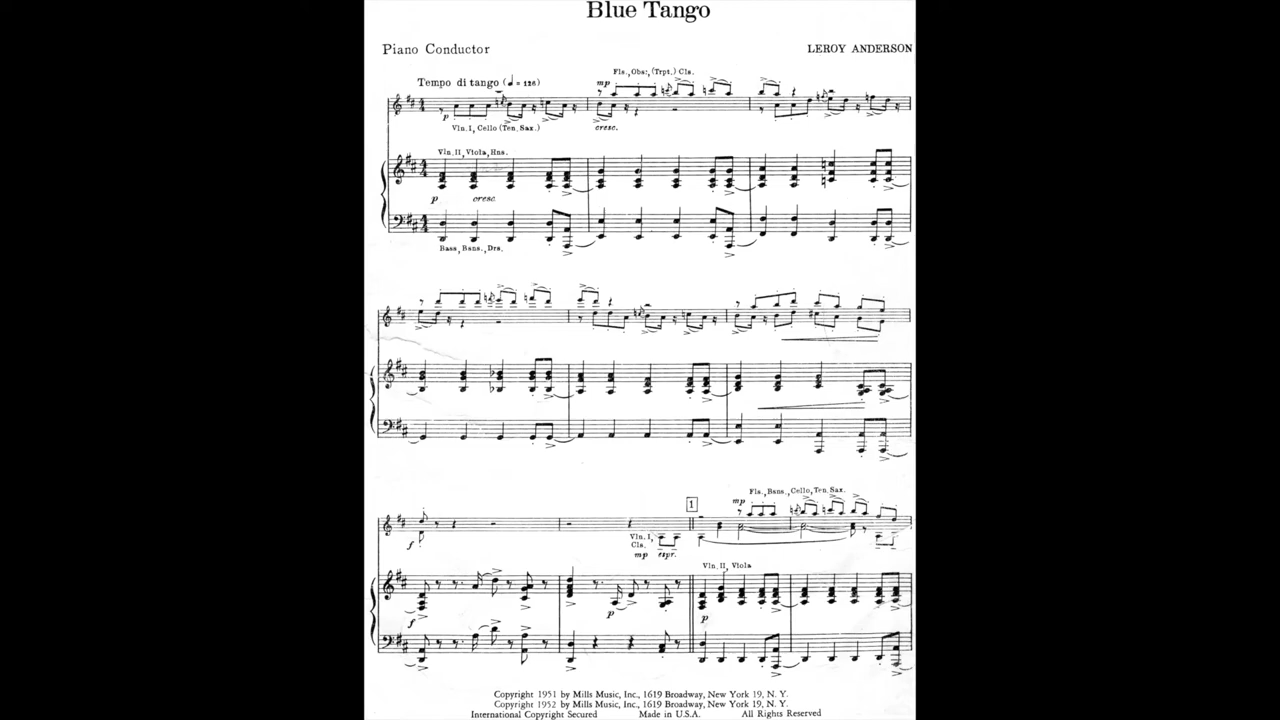 Blue Tango
Piano Conductor
LEROY ANDERSON
Fls., Obs., (Trpt.) Cls.
Tempo di tango (𝅗𝅥 = 126)
mp
p
Vln. I, Cello (Ten. Sax.)
cresc.
Vln. II, Viola, Hns.
p cresc.
Bass, Bsns., Drs.
Fls., Bsns., Cello, Ten. Sax.
1
mp
f
Vln. I,
Cls.
mp espr.
Vln. II, Viola
f
p
p
Copyright 1951 by Mills Music, Inc., 1619 Broadway, New York 19, N. Y.
Copyright 1952 by Mills Music, Inc., 1619 Broadway, New York 19, N. Y.
International Copyright Secured Made in U.S.A. All Rights Reserved